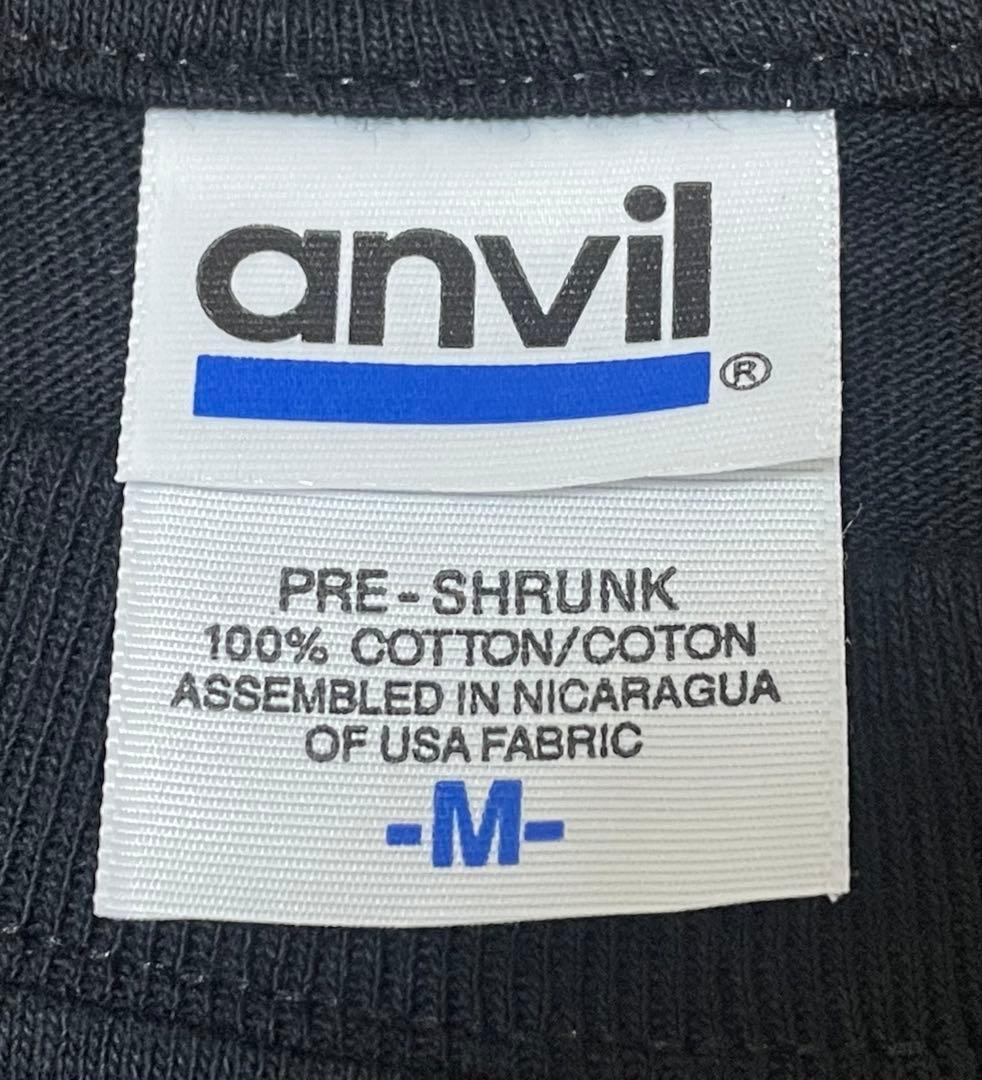 anvil
®
PRE-SHRUNK
100% COTTON/COTON
ASSEMBLED IN NICARAGUA
OF USA FABRIC
-M-